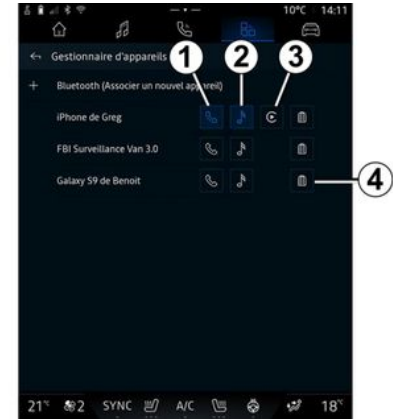 10°C 14:11
Gestionnaire d'appareils
1 2 3
+ Bluetooth (Associer un nouvel appareil)
iPhone de Greg
FBI Surveillance Van 3.0
Galaxy S9 de Benoit
4
21° 2 SYNC A/C 18°